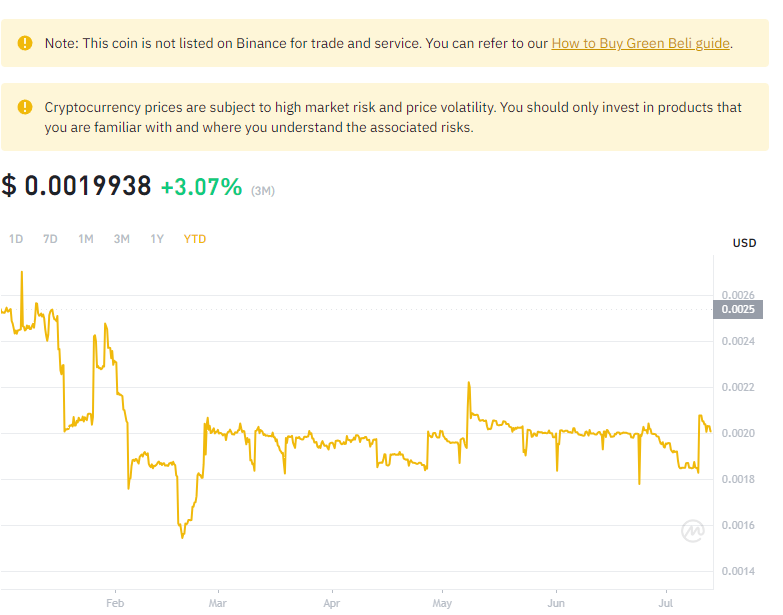 Note: This coin is not listed on Binance for trade and service. You can refer to our How to Buy Green Beli guide.
Cryptocurrency prices are subject to high market risk and price volatility. You should only invest in products that
you are familiar with and where you understand the associated risks.
$ 0.0019938 +3.07% (3M)
1D 7D 1M 3M 1Y YTD
USD
0.0026
0.0025
0.0024
0.0022
0.0020
0.0018
0.0016
0.0014
Feb Mar Apr May Jun Jul